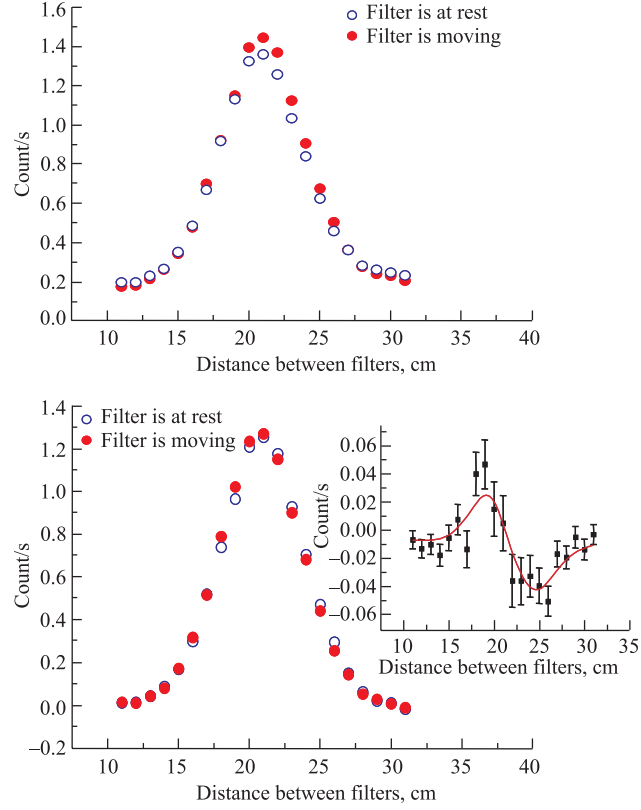 1.6
1.4
1.2
1.0
0.8
0.6
0.4
0.2
0.0
Count/s
Filter is at rest
Filter is moving
10 15 20 25 30 35 40
Distance between filters, cm
1.4
1.2
1.0
0.8
0.6
0.4
0.2
0.0
−0.2
Count/s
Filter is at rest
Filter is moving
0.06
0.04
0.02
0.00
−0.02
−0.04
−0.06
Count/s
10 15 20 25 30 35
Distance between filters, cm
10 15 20 25 30 35 40
Distance between filters, cm